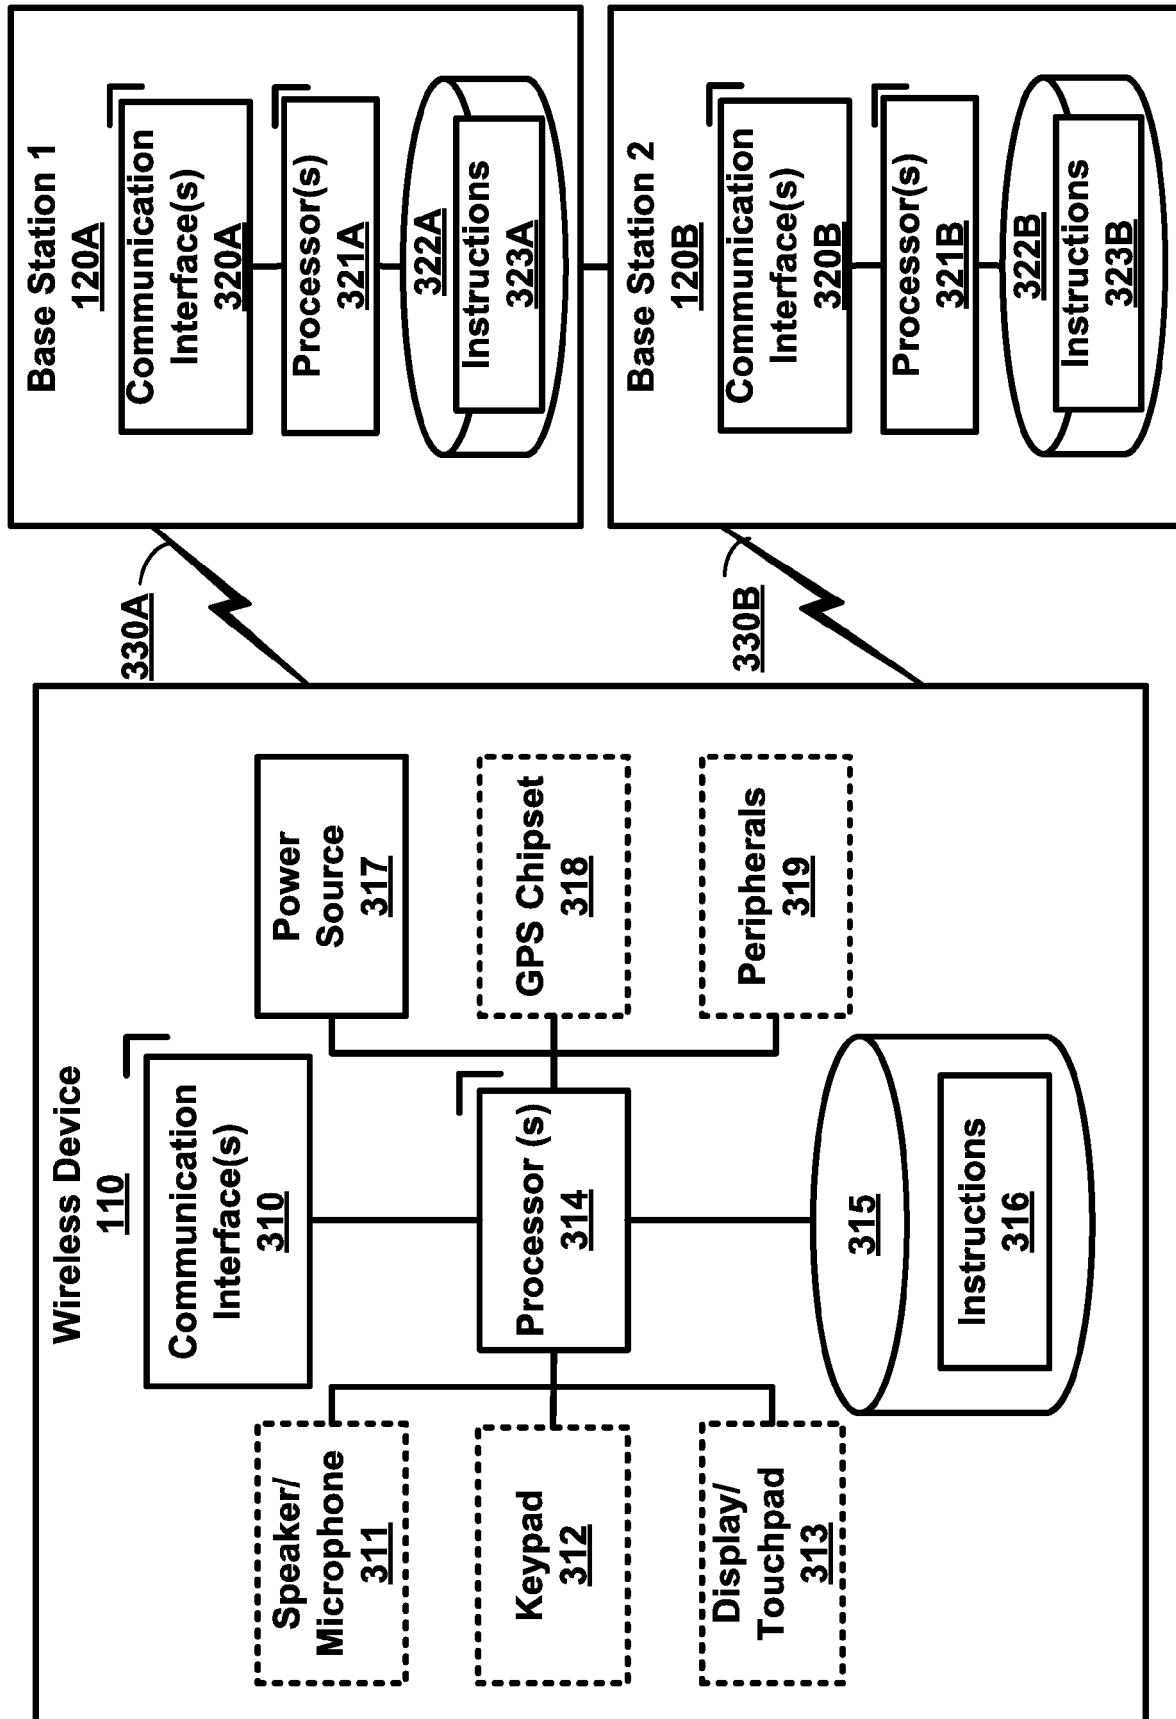 Wireless Device
110
Communication
Interface(s)
310
Speaker/
Microphone
311
Power
Source
317
Keypad
312
Processor (s)
314
GPS Chipset
318
Display/
Touchpad
313
Peripherals
319
315
Instructions
316
330A
330B
Base Station 1
120A
Communication
Interface(s)
320A
Processor(s)
321A
322A
Instructions
323A
Base Station 2
120B
Communication
Interface(s)
320B
Processor(s)
321B
322B
Instructions
323B